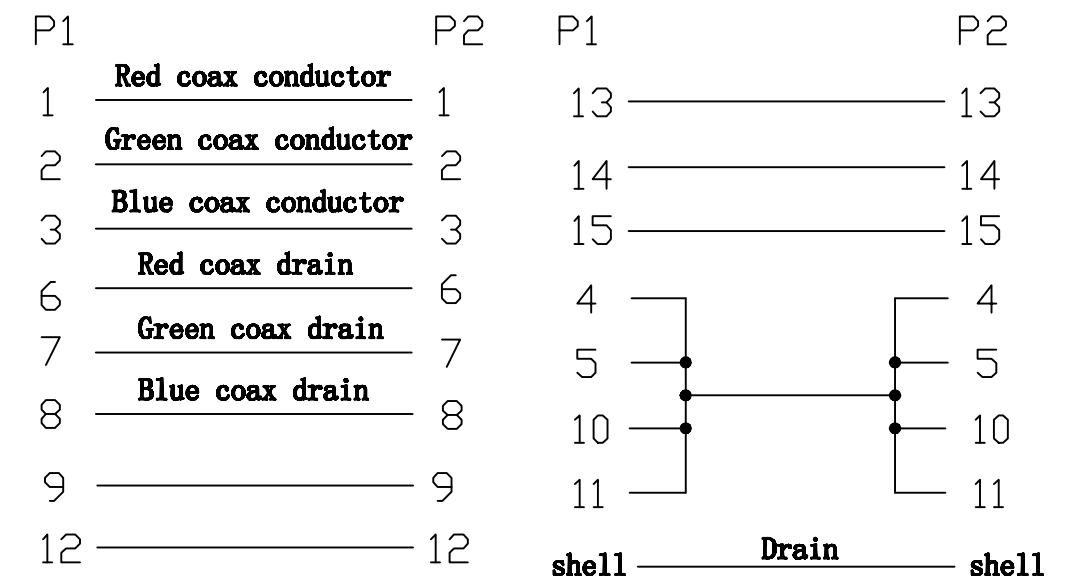 P1 P2
Red coax conductor
1 1
Green coax conductor
2 2
Blue coax conductor
3 3
Red coax drain
6 6
Green coax drain
7 7
Blue coax drain
8 8
9 9
12 12
P1 P2
13 13
14 14
15 15
4 4
5 5
10 10
11 11
Drain
shell shell